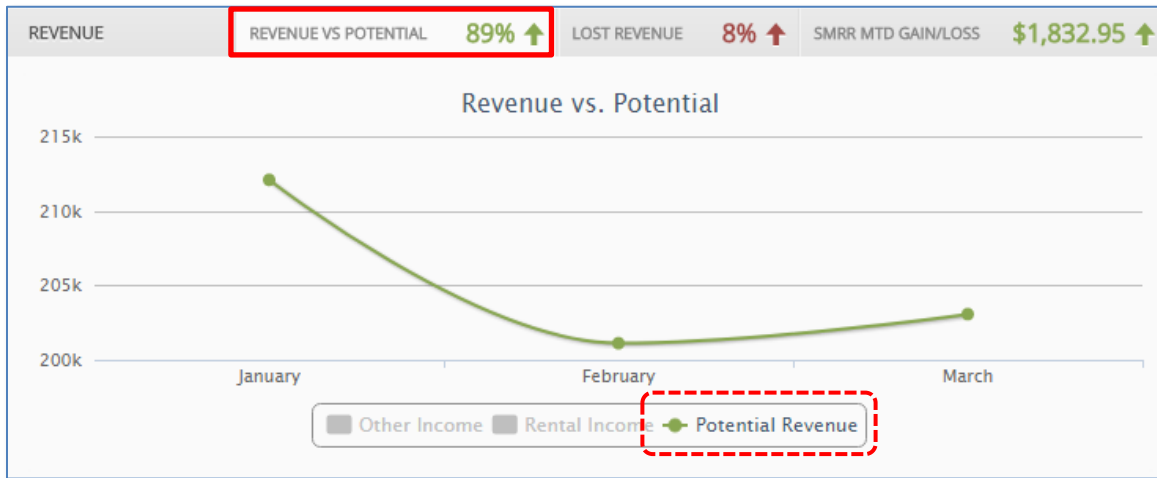 REVENUE REVENUE VS POTENTIAL 89% LOST REVENUE 8% SMRR MTD GAIN/LOSS $1,832.95
Revenue vs. Potential
215k
210k
205k
200k
January February March
Other Income Rental Income Potential Revenue